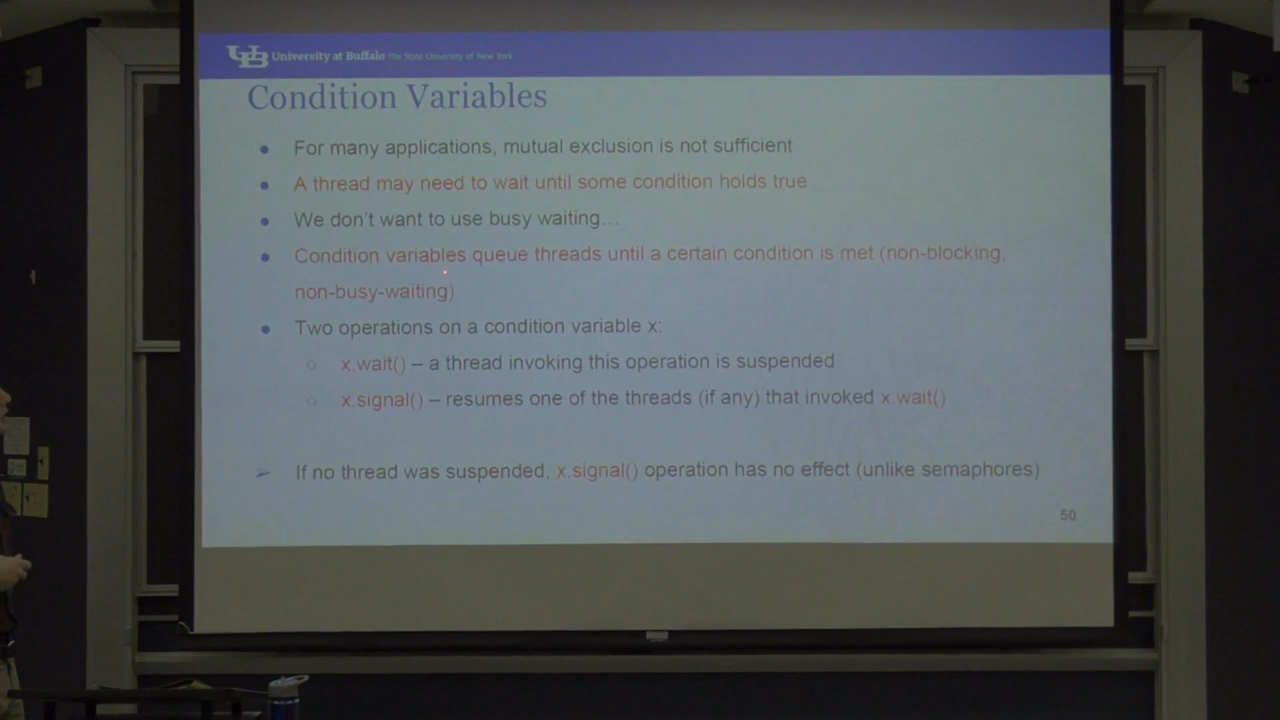 UB University at Buffalo The State University of New York
Condition Variables
● For many applications, mutual exclusion is not sufficient
● A thread may need to wait until some condition holds true
● We don't want to use busy waiting…
● Condition variables queue threads until a certain condition is met (non-blocking,
non-busy-waiting)
● Two operations on a condition variable x:
○ x.wait() – a thread invoking this operation is suspended
○ x.signal() – resumes one of the threads (if any) that invoked x.wait()
➢ If no thread was suspended, x.signal() operation has no effect (unlike semaphores)
50